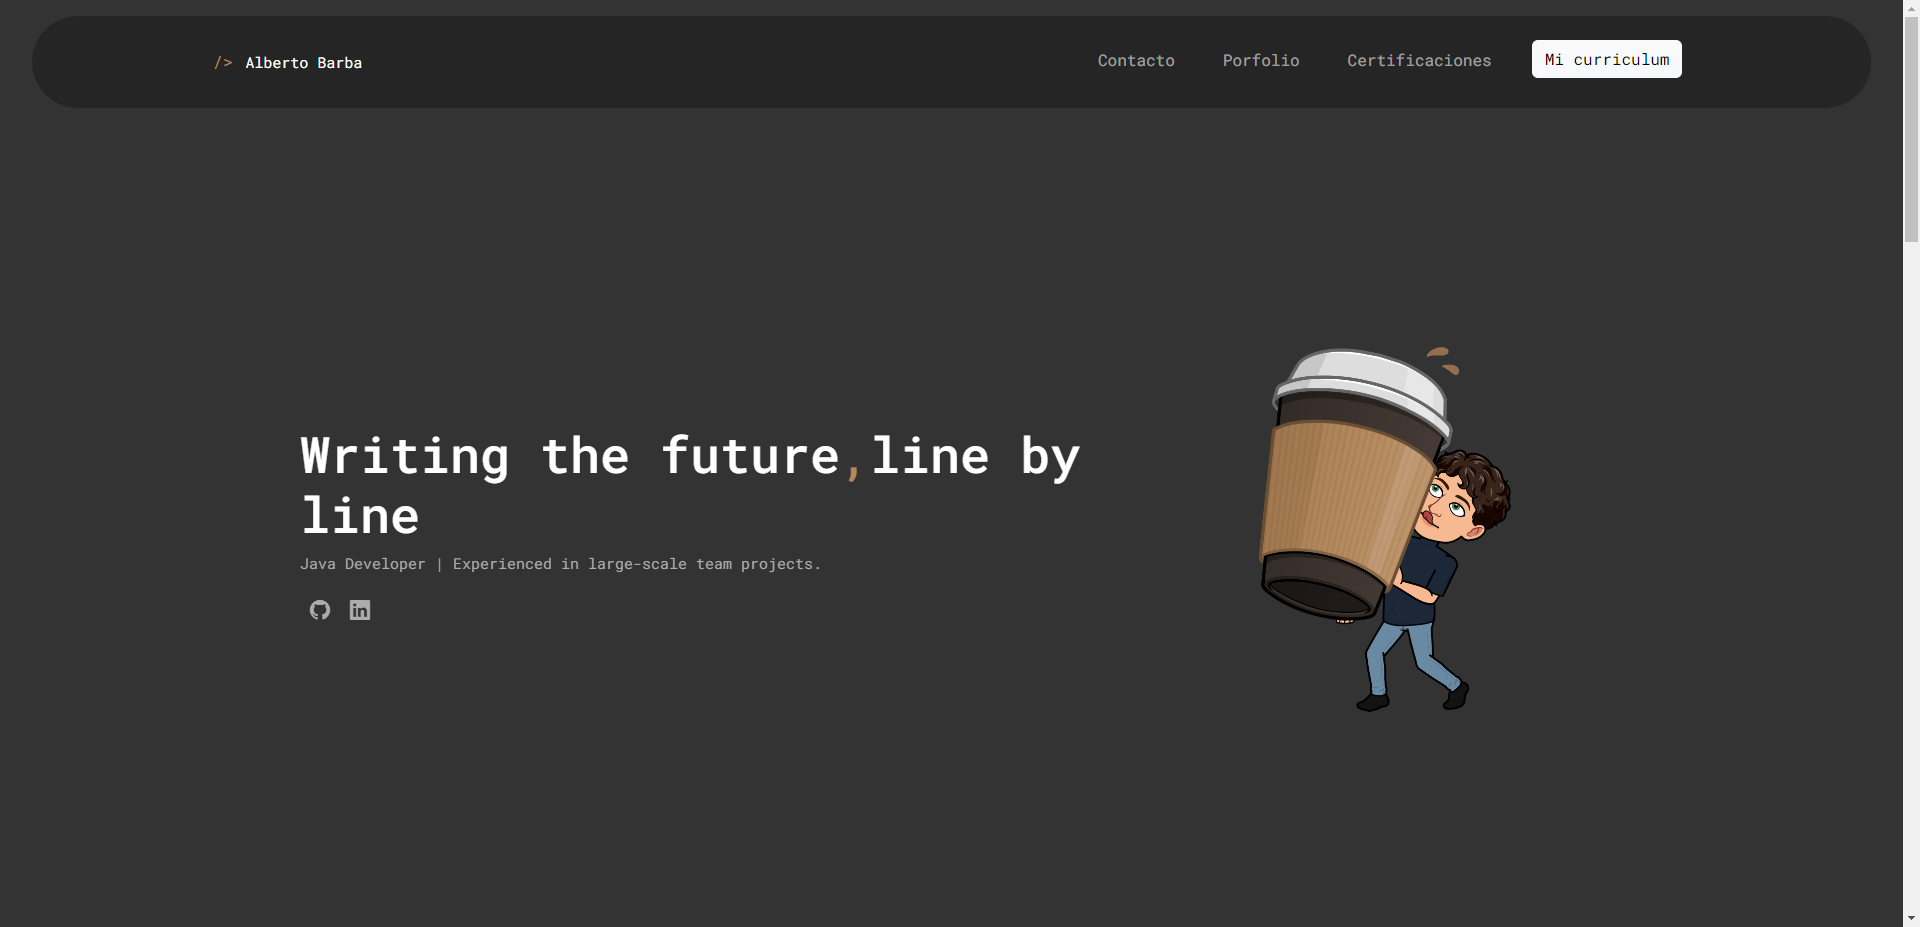 /> Alberto Barba
Contacto Porfolio Certificaciones Mi curriculum
Writing the future,line by
line
Java Developer | Experienced in large-scale team projects.
in